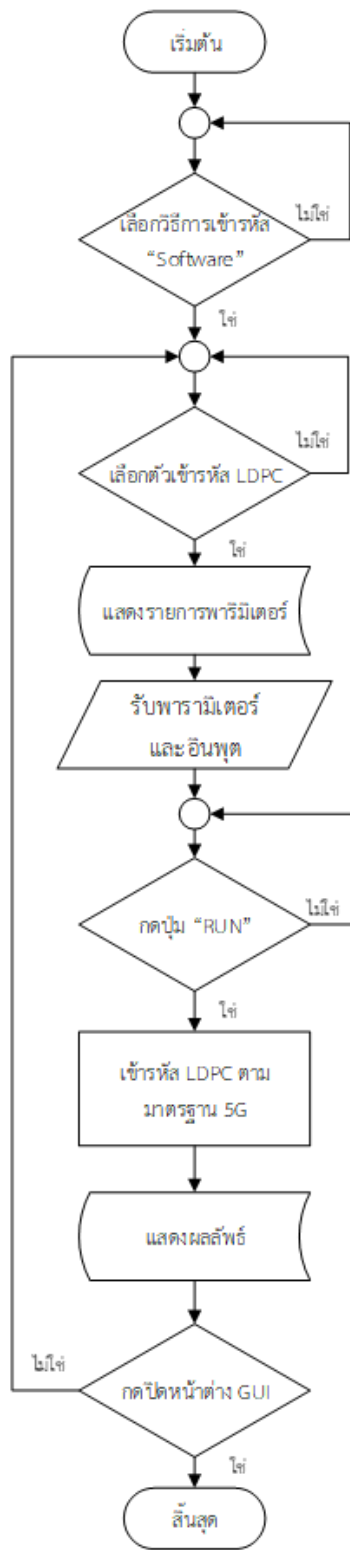 เริ่มต้น
เลือกวิธีการเข้ารหัส
“Software”
ไม่ใช่
ใช่
ไม่ใช่
เลือกตัวเข้ารหัส LDPC
ใช่
แสดงรายการพาริมิเตอร์
รับพารามิเตอร์
และอินพุต
กดปุ่ม “RUN”
ไม่ใช่
ใช่
เข้ารหัส LDPC ตาม
มาตรฐาน 5G
แสดงผลลัพธ์
ไม่ใช่
กดปิดหน้าต่าง GUI
ใช่
สิ้นสุด